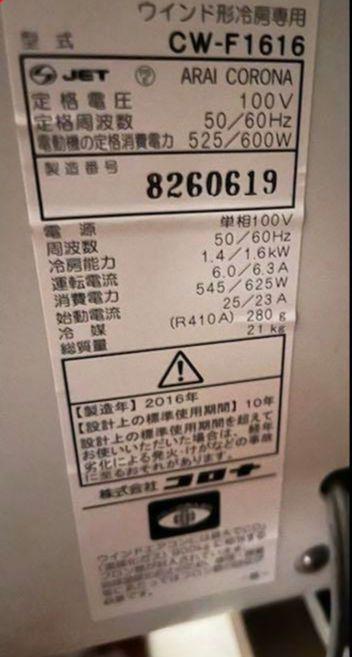 ウインド形冷房専用
型式 CW-F1616
JET ARAI CORONA
定格電圧 100V
定格周波数 50/60Hz
電動機の定格消費電力 525/600W
製造番号 8260619
電源 単相100V
周波数 50/60Hz
冷房能力 1.4/1.6kW
運転電流 6.0/6.3A
消費電力 545/625W
始動電流 25/23A
冷媒 (R410A) 280g
総質量 21kg
【製造年】2016年
【設計上の標準使用期間】10年
設計上の標準使用期間を超えて
お使いいただいた場合は、経年
劣化による発火・けがなどの事故
に至るおそれがあります。
株式会社 コロナ